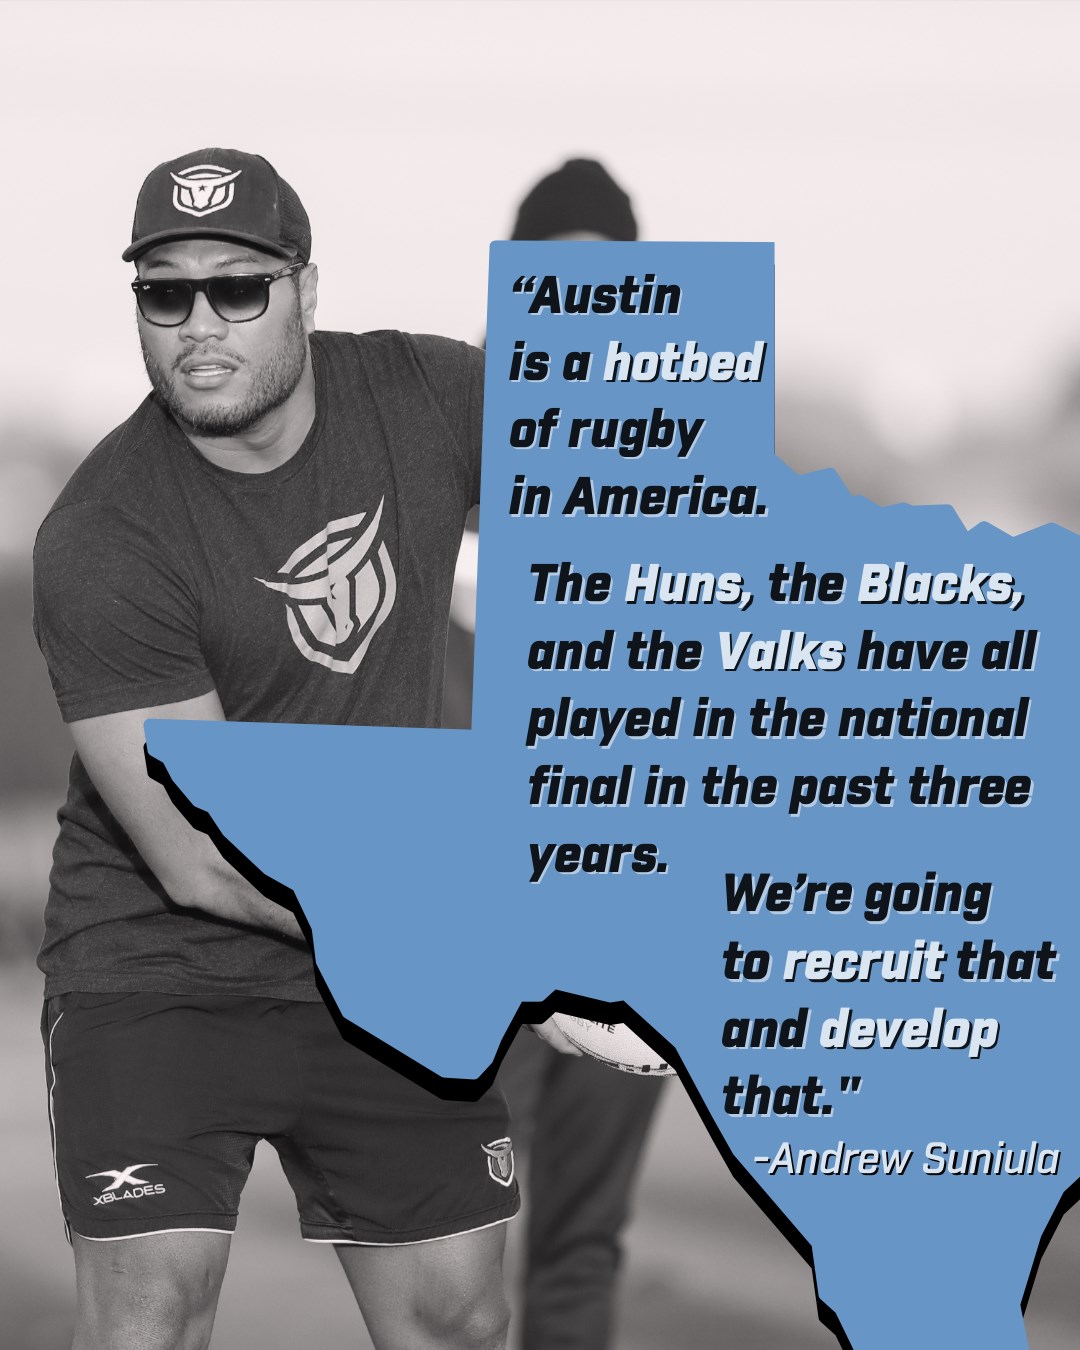 “Austin
is a hotbed
of rugby
in America.
The Huns, the Blacks,
and the Valks have all
played in the national
final in the past three
years.
We’re going
to recruit that
and develop
that."
-Andrew Suniula
XBLADES